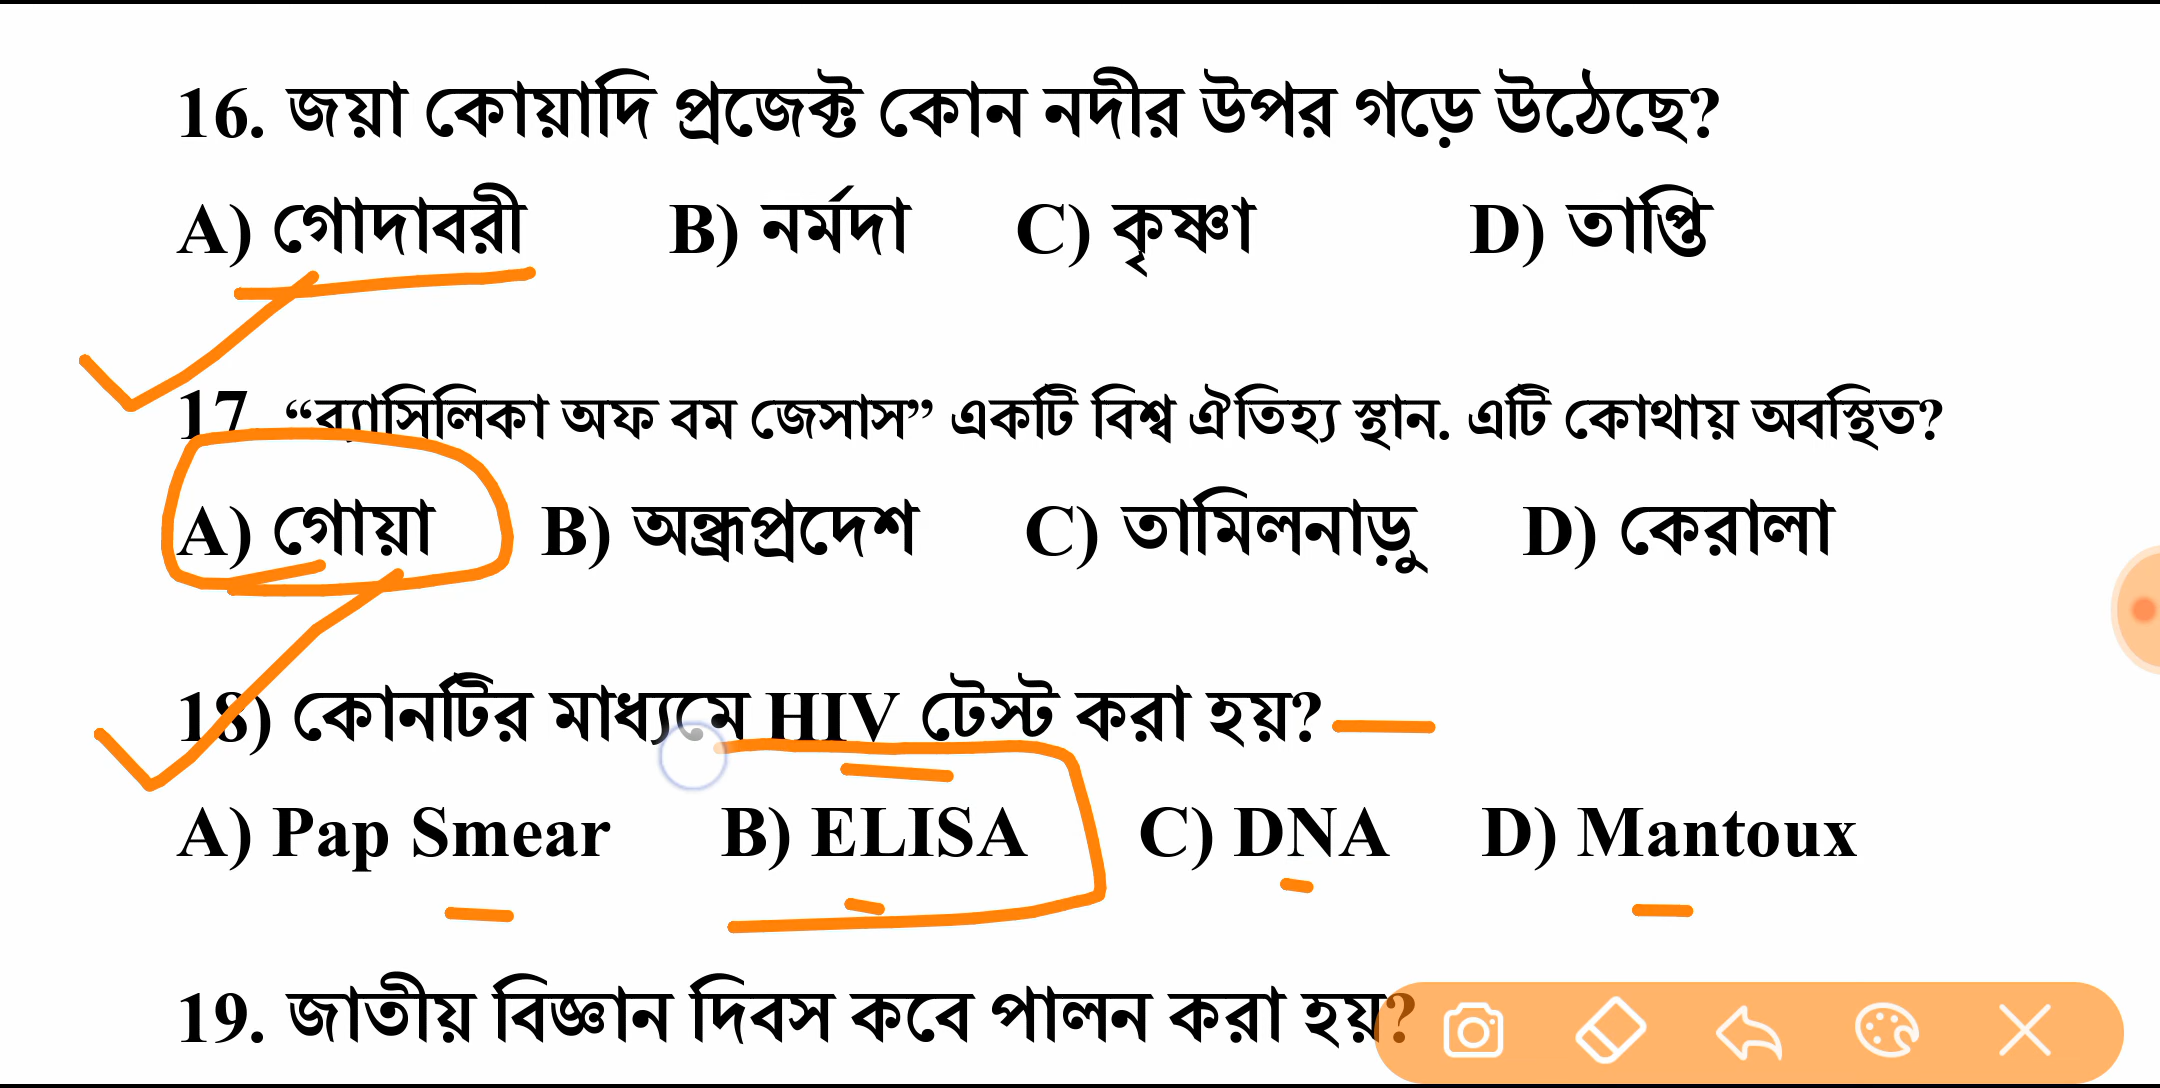 16. জয়া কোয়াদি প্রজেক্ট কোন নদীর উপর গড়ে উঠেছে?
A) গোদাবরী B) নর্মদা C) কৃষ্ণা D) তাপ্তি
17. “ব্যাসিলিকা অফ বম জেসাস” একটি বিশ্ব ঐতিহ্য স্থান. এটি কোথায় অবস্থিত?
A) গোয়া B) অন্ধ্রপ্রদেশ C) তামিলনাড়ু D) কেরালা
18) কোনটির মাধ্যমে HIV টেস্ট করা হয়?
A) Pap Smear B) ELISA C) DNA D) Mantoux
19. জাতীয় বিজ্ঞান দিবস কবে পালন করা হয়?